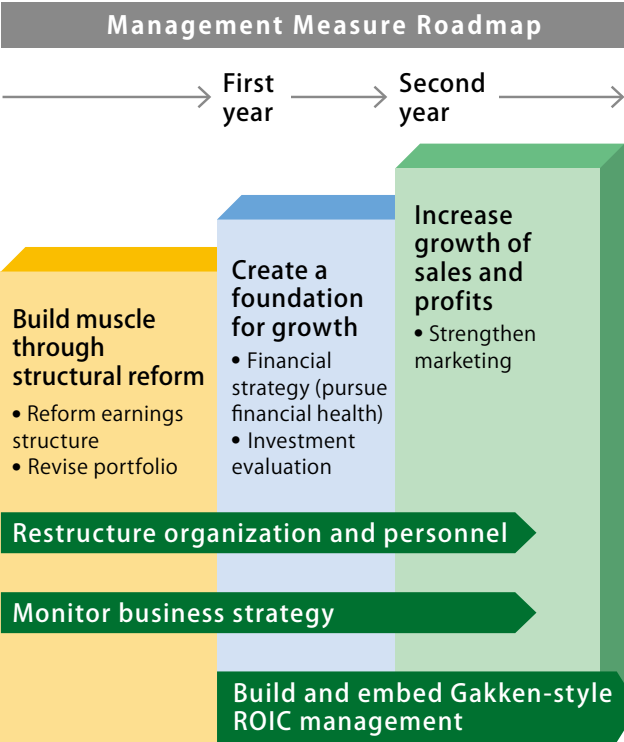 Management Measure Roadmap
First
year
Second
year
Build muscle
through
structural reform
• Reform earnings
structure
• Revise portfolio
Create a
foundation
for growth
• Financial
strategy (pursue
financial health)
• Investment
evaluation
Increase
growth of
sales and
profits
• Strengthen
marketing
Restructure organization and personnel
Monitor business strategy
Build and embed Gakken-style
ROIC management